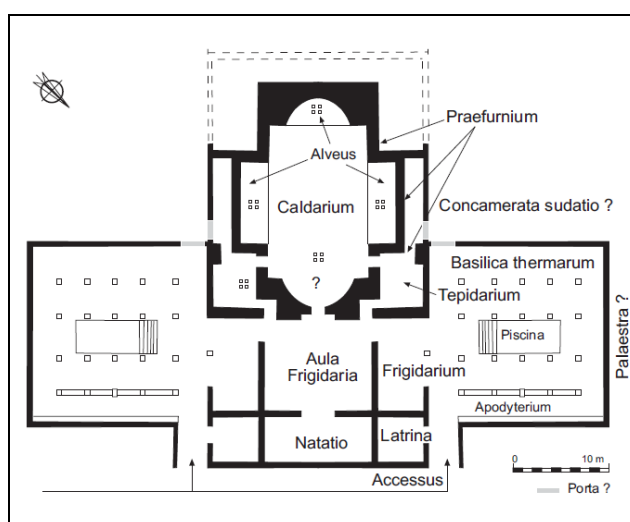 Praefurnium
Alveus
Caldarium
Concamerata sudatio ?
?
Basilica thermarum
Tepidarium
Palaestra ?
Piscina
Aula
Frigidaria
Frigidarium
Apodyterium
Natatio
Latrina
Accessus
0 10 m
Porta ?